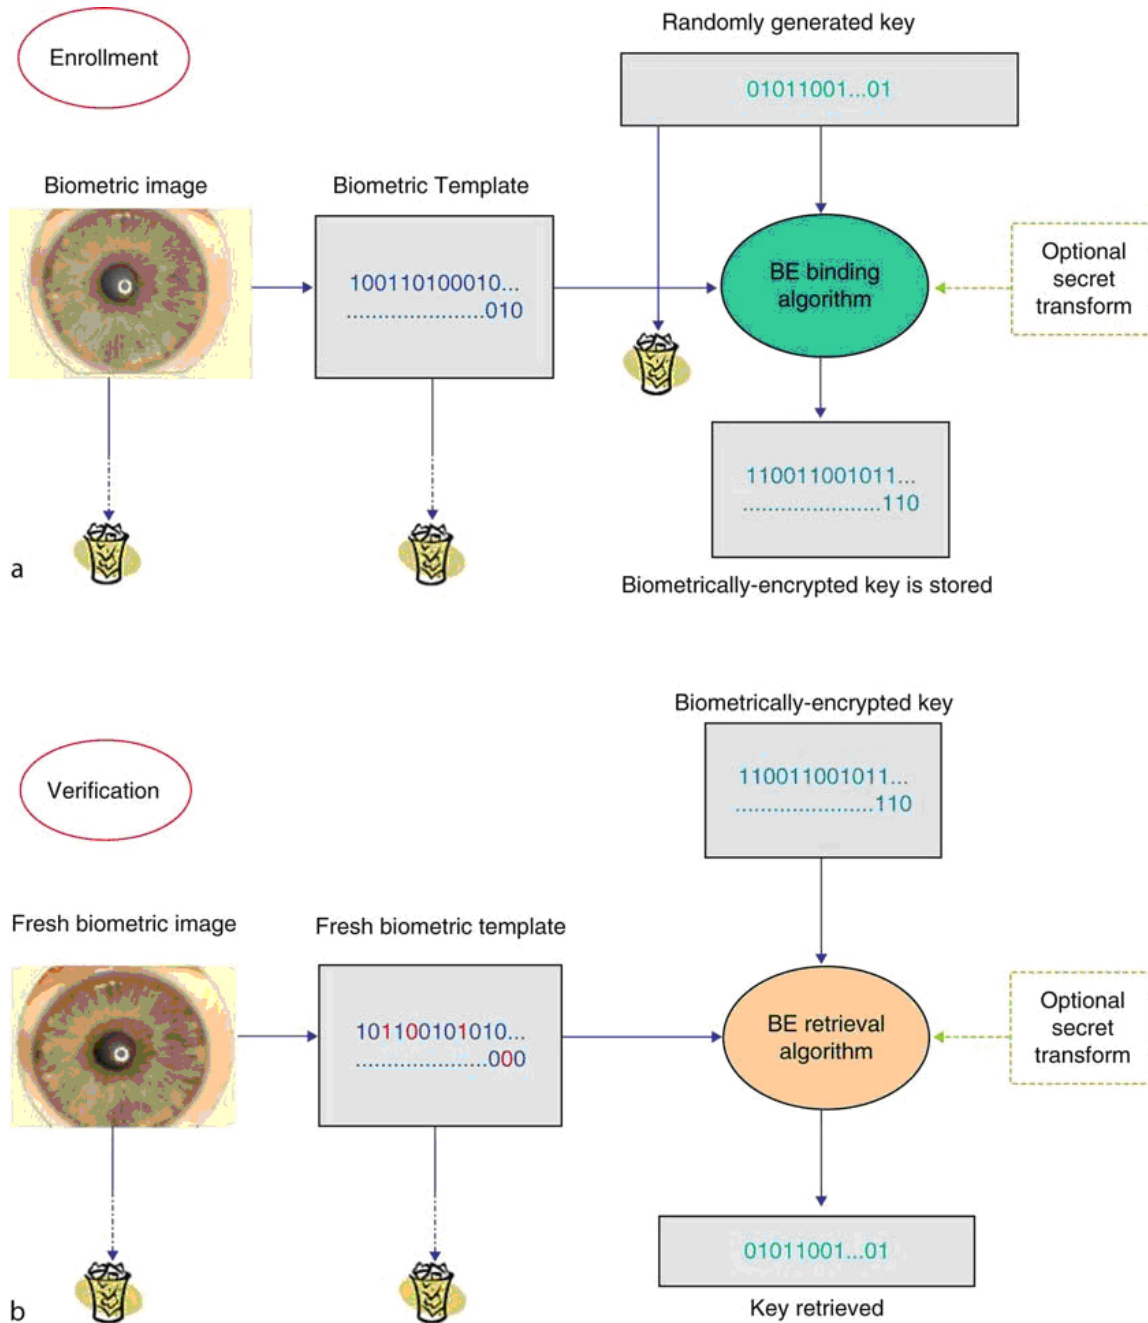 Enrollment
Randomly generated key
01011001...01
Biometric image
Biometric Template
100110100010...
......................010
BE binding
algorithm
Optional
secret
transform
110011001011...
......................110
a
Biometrically-encrypted key is stored
Biometrically-encrypted key
Verification
110011001011...
......................110
Fresh biometric image
Fresh biometric template
101100101010...
.....................000
BE retrieval
algorithm
Optional
secret
transform
01011001...01
b
Key retrieved